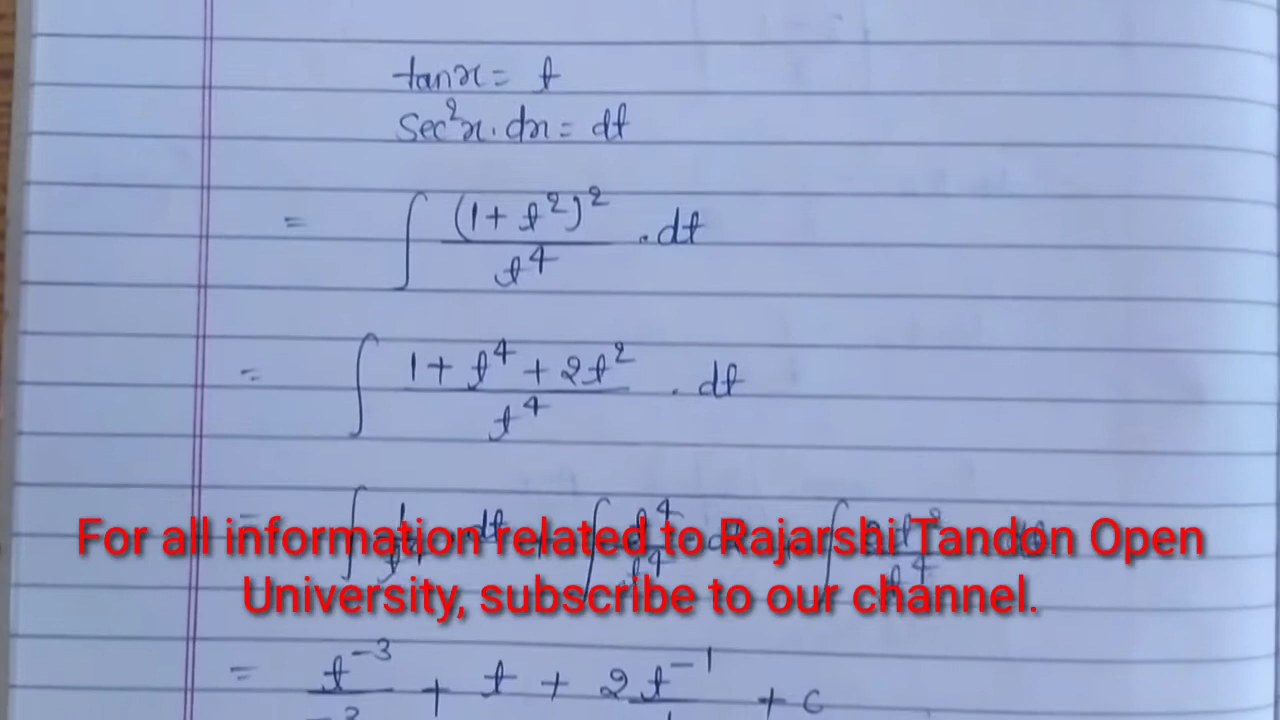 tanx = t
sec²x.dx = dt
= ∫ (1+t²)² / t⁴ .dt
= ∫ 1+t⁴+2t² / t⁴ . dt
For all information related to Rajarshi Tandon Open
University, subscribe to our channel.
= t⁻³ + t + 2t⁻¹ + c